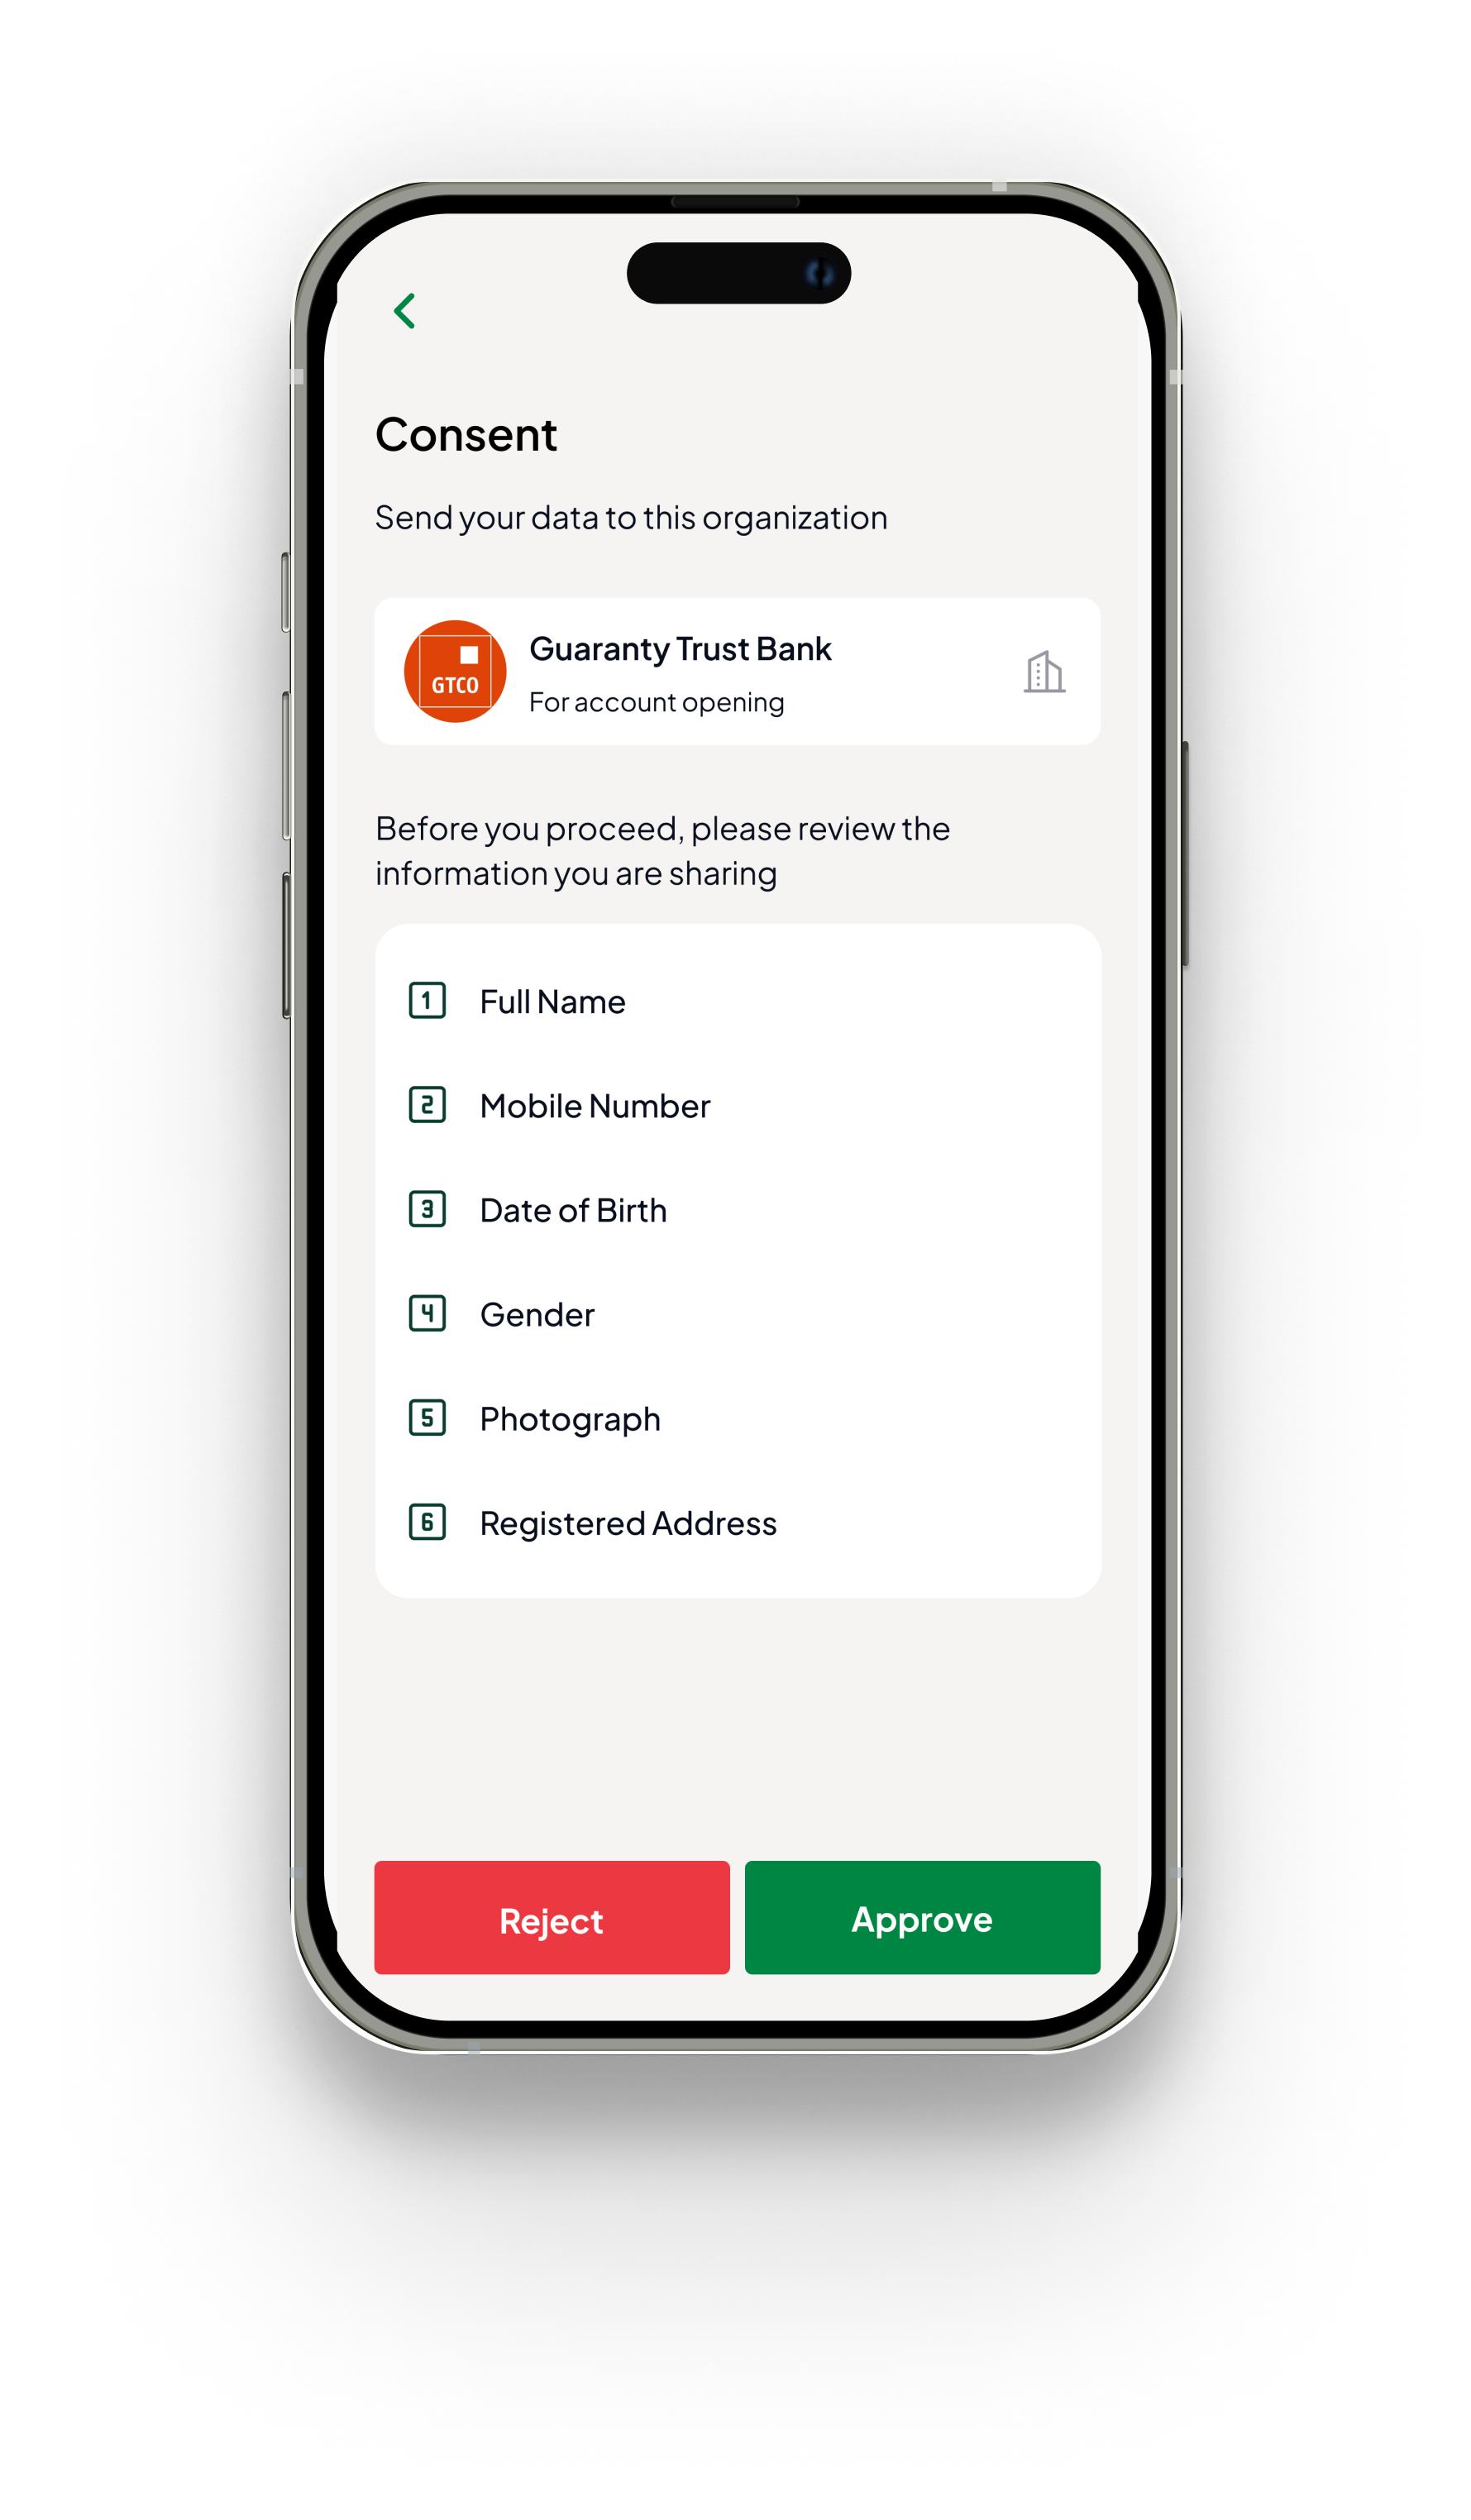 Consent
Send your data to this organization
GTCO
Guaranty Trust Bank
For account opening
Before you proceed, please review the
information you are sharing
1 Full Name
2 Mobile Number
3 Date of Birth
4 Gender
5 Photograph
6 Registered Address
Reject
Approve